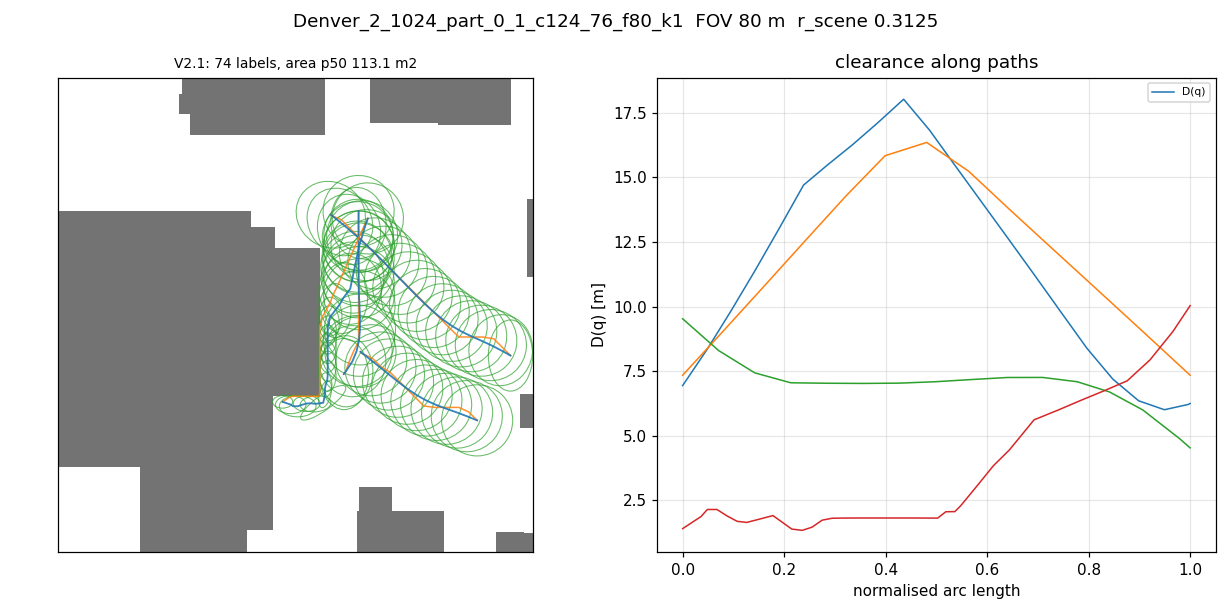 Denver_2_1024_part_0_1_c124_76_f80_k1  FOV 80 m  r_scene 0.3125
V2.1: 74 labels, area p50 113.1 m2
clearance along paths
D(q)
D(q) [m]
17.5
15.0
12.5
10.0
7.5
5.0
2.5
0.0
0.2
0.4
0.6
0.8
1.0
normalised arc length